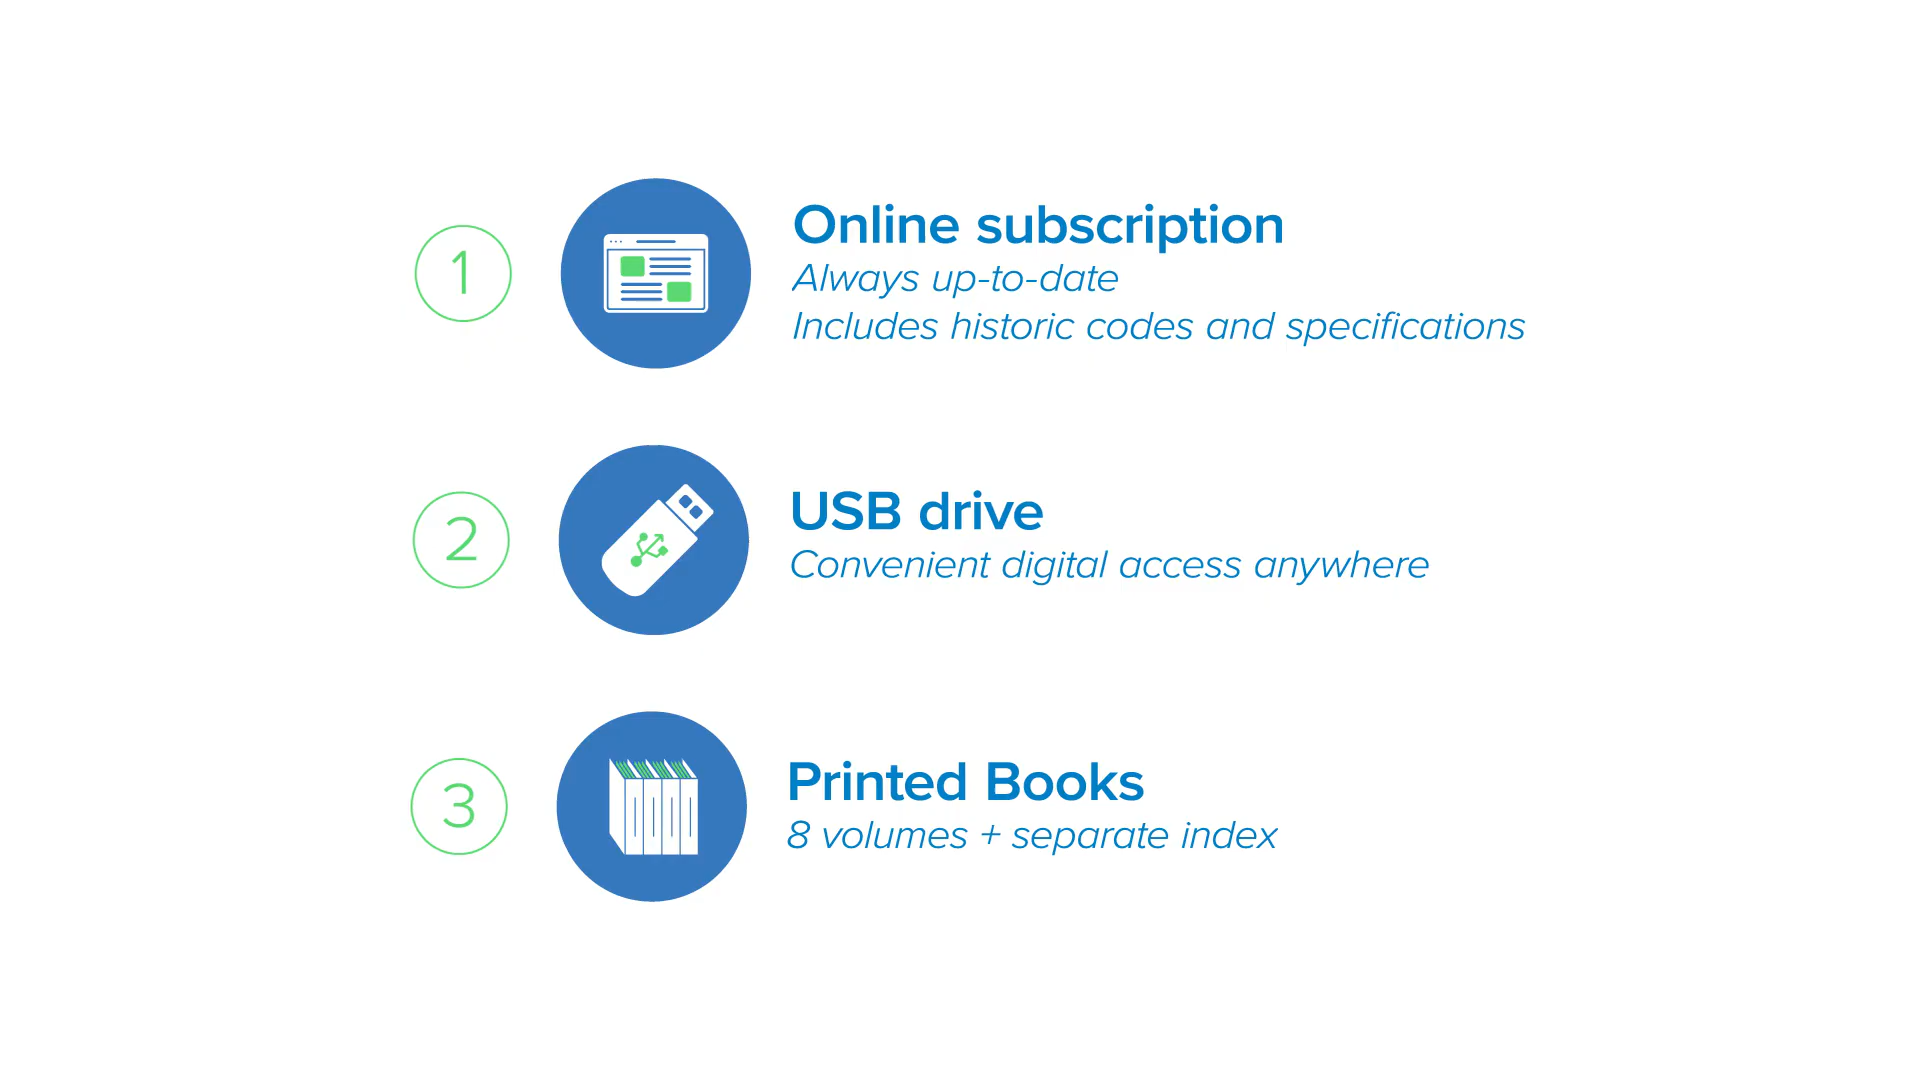 1
Online subscription
Always up-to-date
Includes historic codes and specifications
2
USB drive
Convenient digital access anywhere
3
Printed Books
8 volumes + separate index